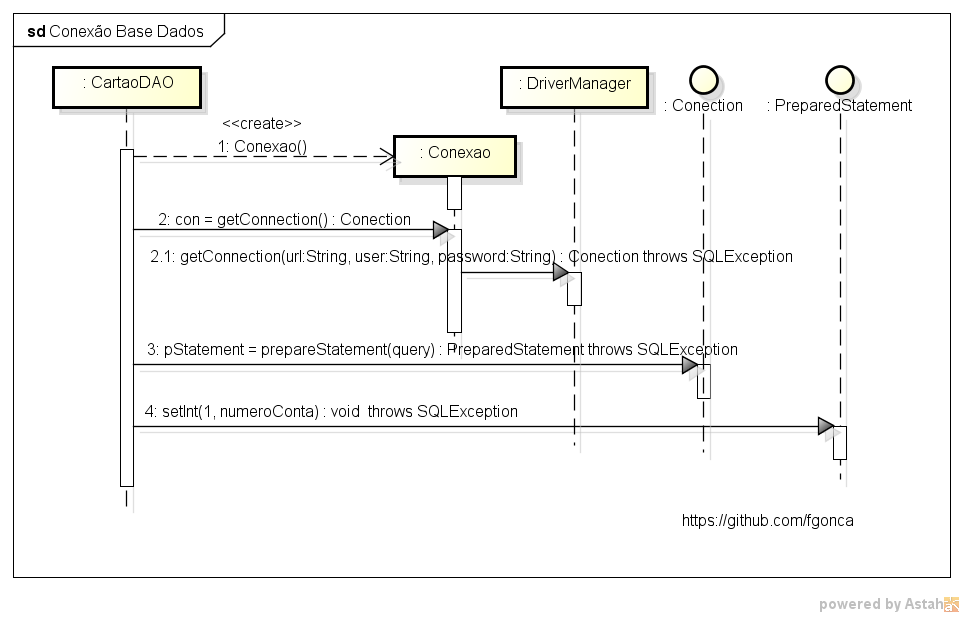 sd Conexão Base Dados
: CartaoDAO
: DriverManager
: Conection
: PreparedStatement
<<create>>
1: Conexao()
: Conexao
2: con = getConnection() : Conection
2.1: getConnection(url:String, user:String, password:String) : Conection throws SQLException
3: pStatement = prepareStatement(query) : PreparedStatement throws SQLException
4: setInt(1, numeroConta) : void throws SQLException
https://github.com/fgonca
powered by Astah